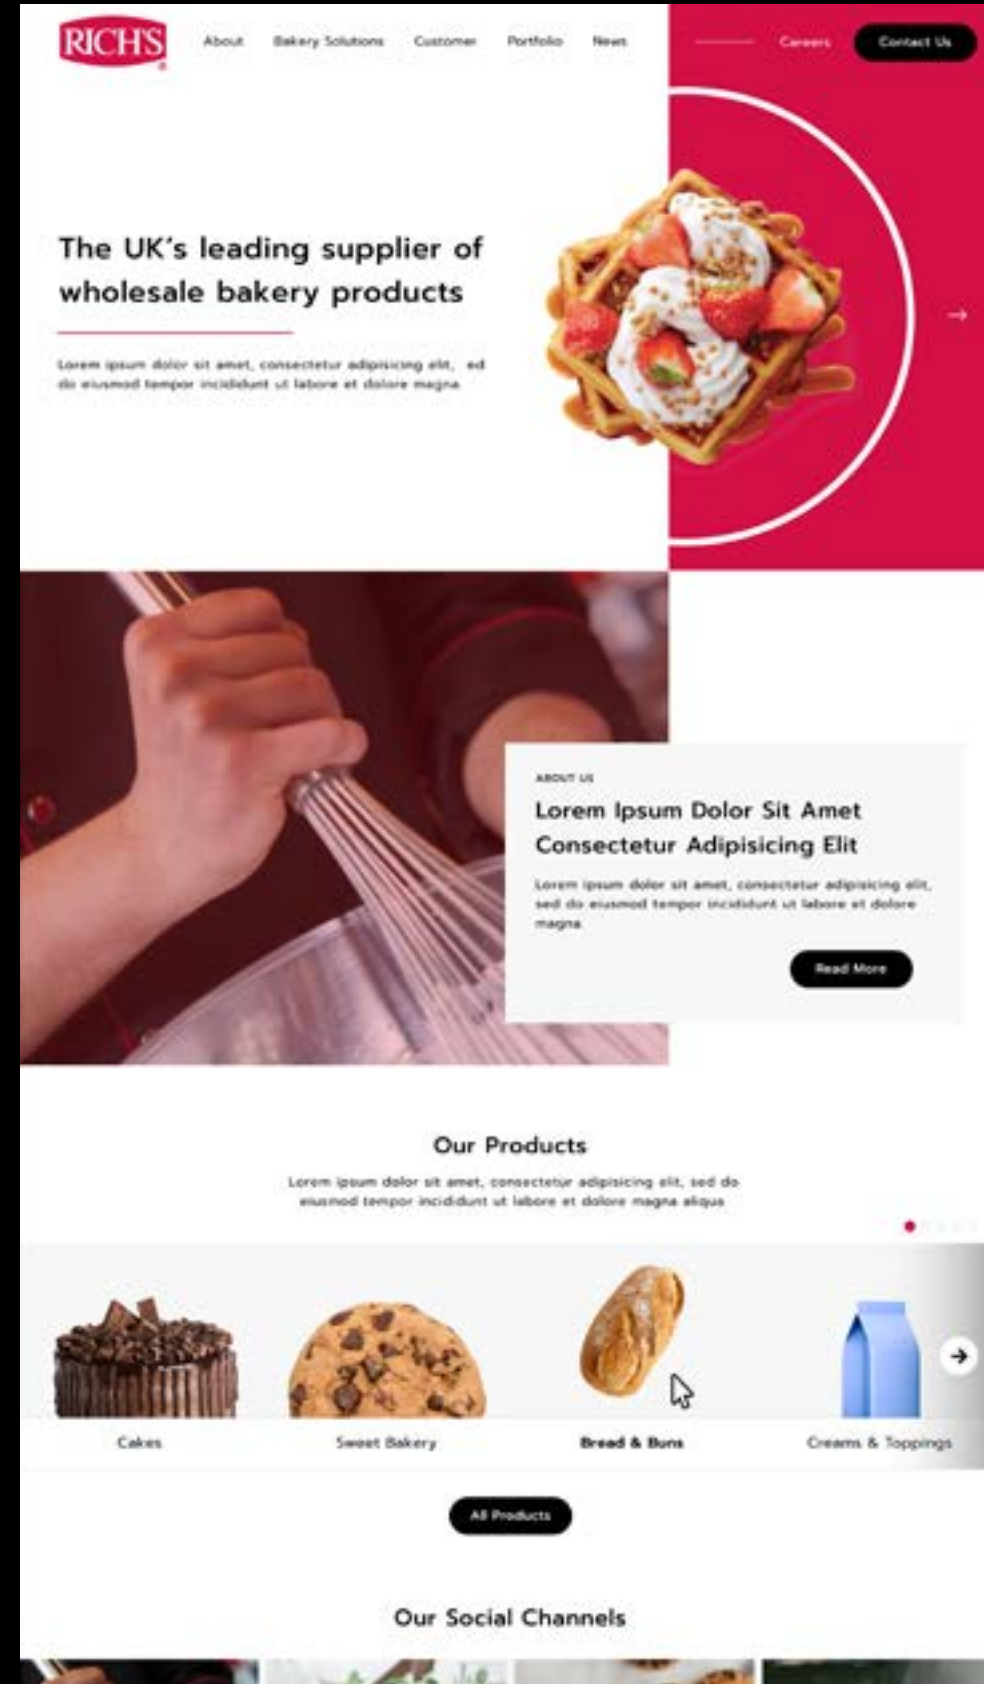 RICH'S
®
About Bakery Solutions Customer Portfolio News Careers Contact Us
The UK's leading supplier of
wholesale bakery products
Lorem ipsum dolor sit amet, consectetur adipisicing elit, ed
do eiusmod tempor incididunt ut labore et dolore magna
ABOUT US
Lorem Ipsum Dolor Sit Amet
Consectetur Adipisicing Elit
Lorem ipsum dolor sit amet, consectetur adipisicing elit,
sed do eiusmod tempor incididunt ut labore et dolore
magna
Read More
Our Products
Lorem ipsum dolor sit amet, consectetur adipisicing elit, sed do
eiusmod tempor incididunt ut labore et dolore magna aliqua
Cakes
Sweet Bakery
Bread & Buns
Creams & Toppings
All Products
Our Social Channels